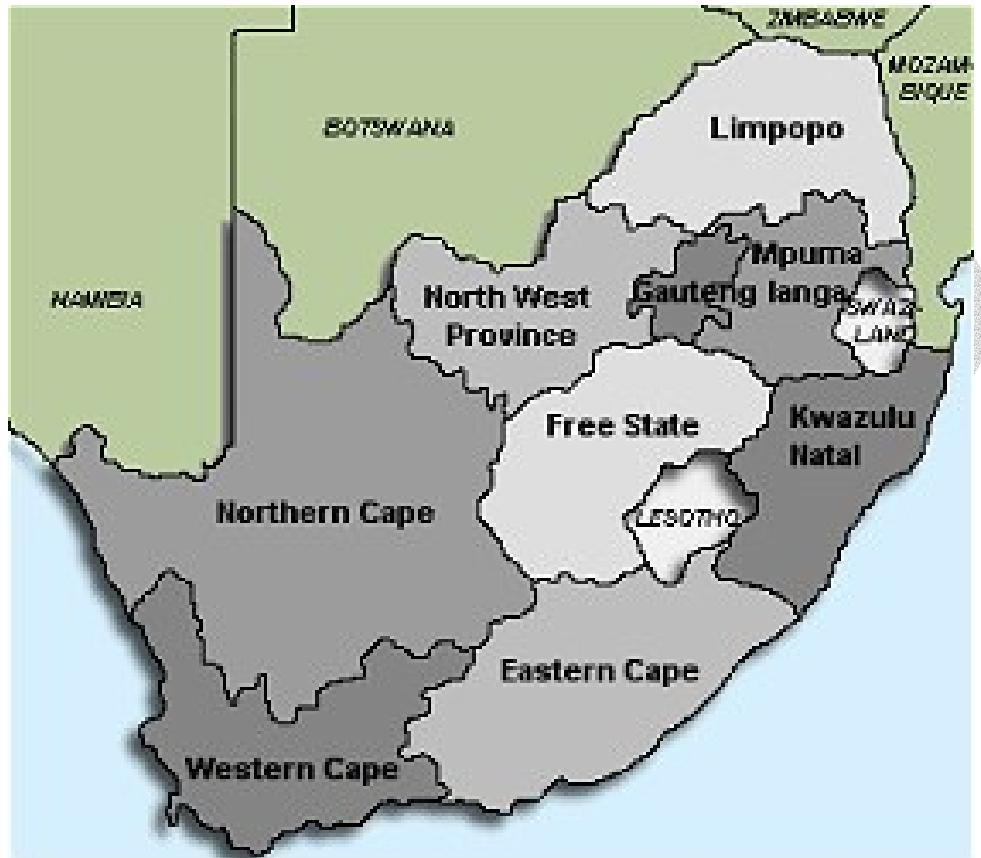 ZIMBABWE
MOZAM-
BIQUE
BOTSWANA
Limpopo
NAMIBIA
North West
Province
Mpuma
Gauteng langa
SWAZI-
LAND
Free State
Kwazulu
Natal
Northern Cape
LESOTHO
Eastern Cape
Western Cape